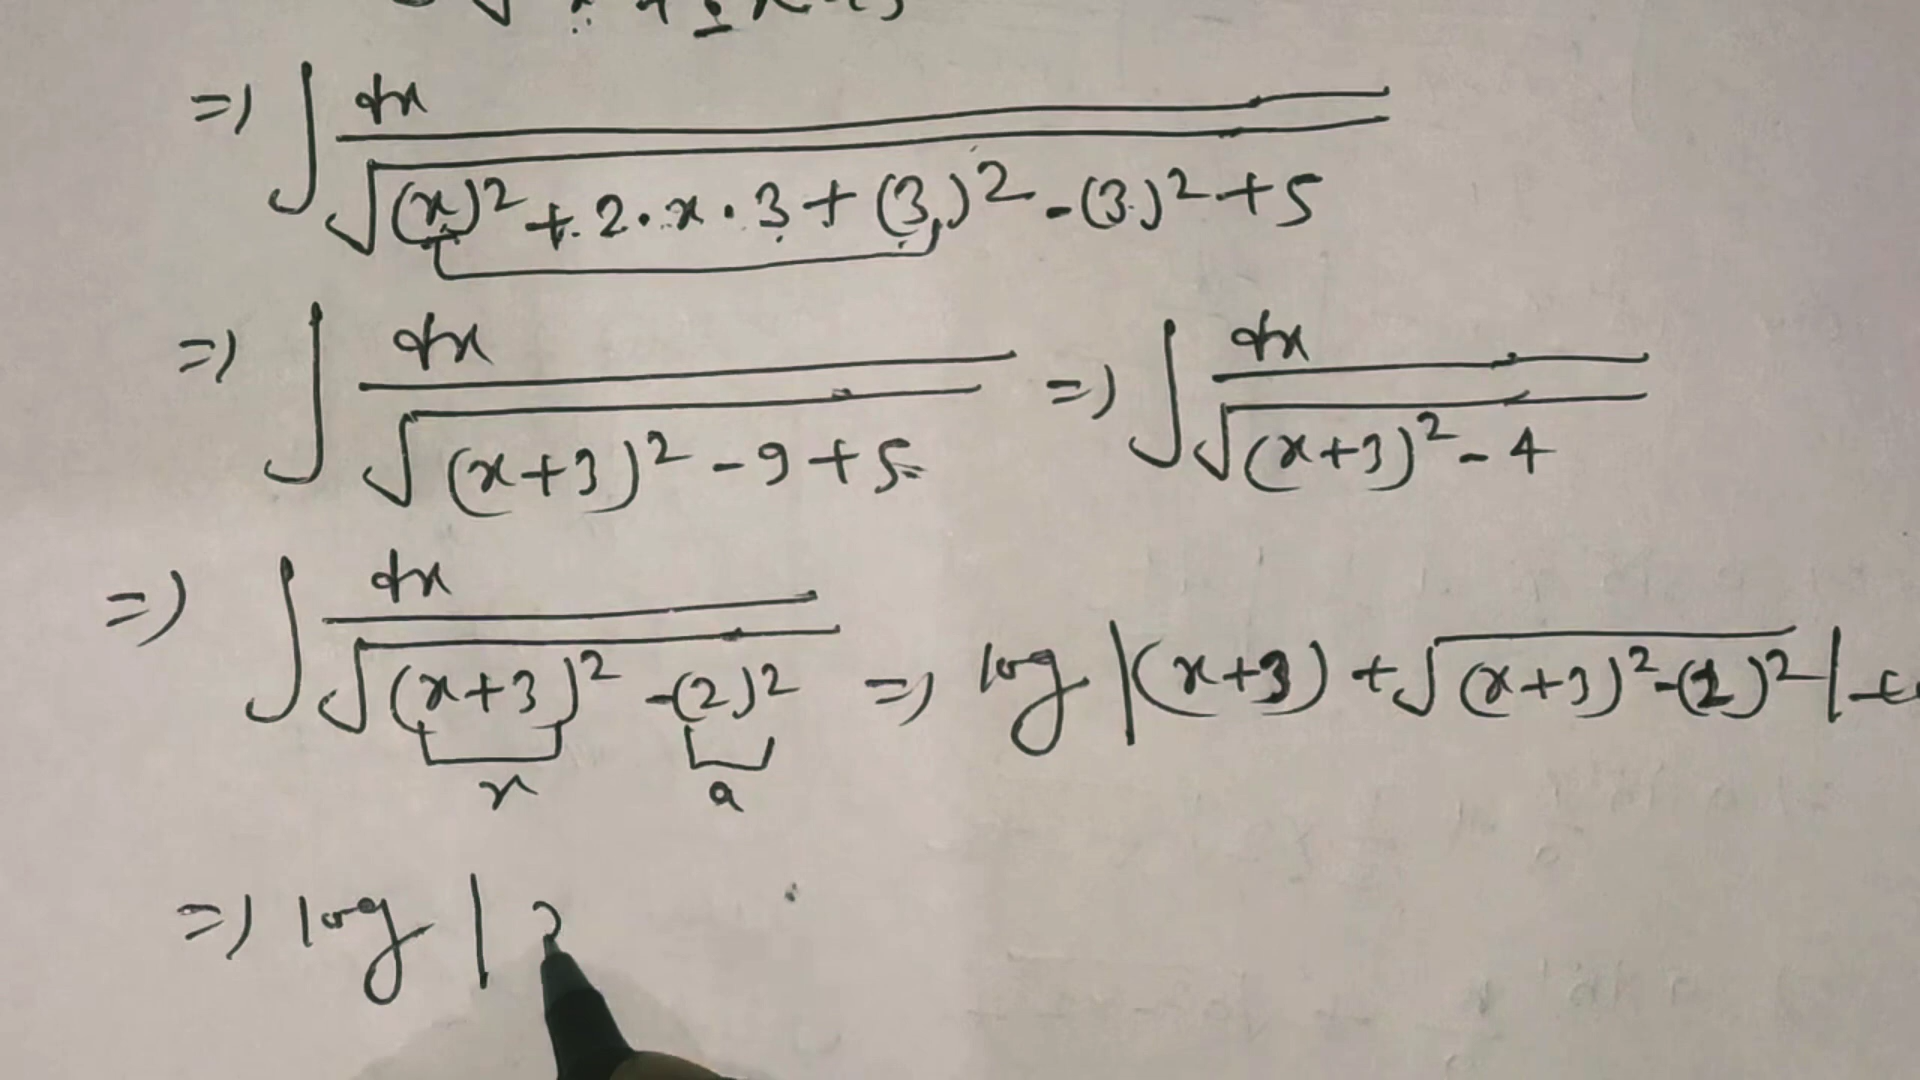 => ∫ dx / √((x)² + 2·x·3 + (3)² - (3)² + 5
=> ∫ dx / √((x+3)² - 9 + 5 => ∫ dx / √((x+3)² - 4
=> ∫ dx / √((x+3)² - (2)² => log |(x+3) + √(x+3)² - (2)² | +c
x a
=> log |